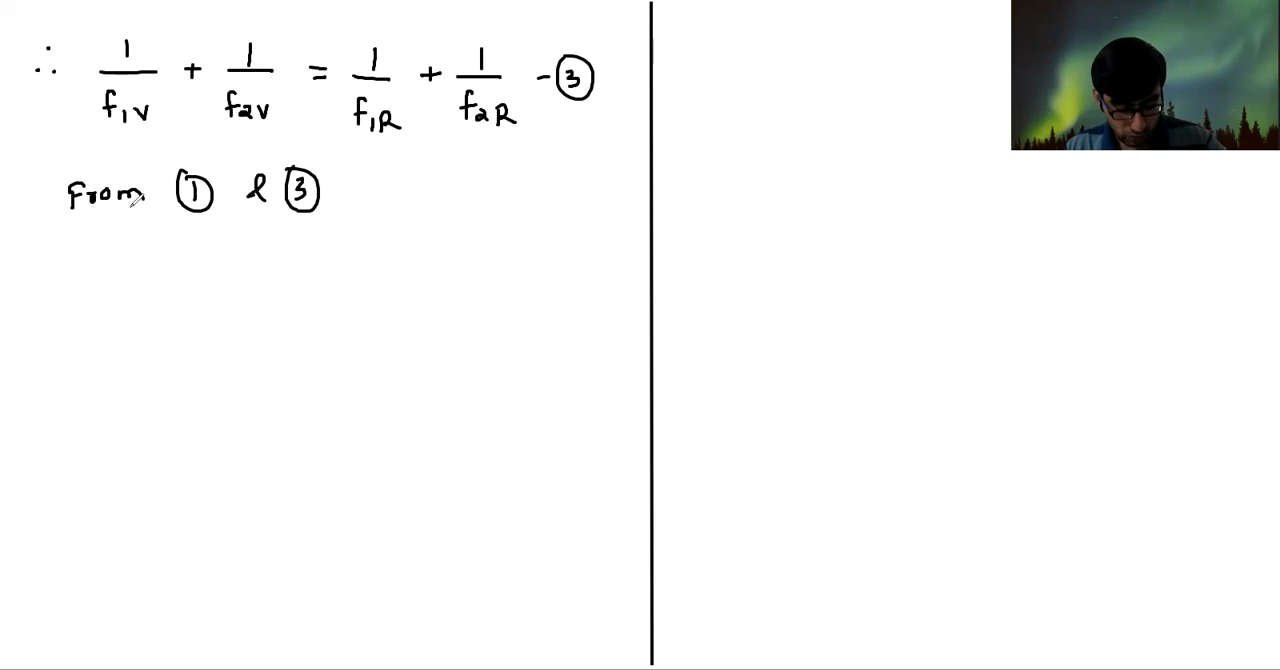 ∴ 1/f₁ᵥ + 1/f₂ᵥ = 1/f₁R + 1/f₂R - ③
From ① & ③